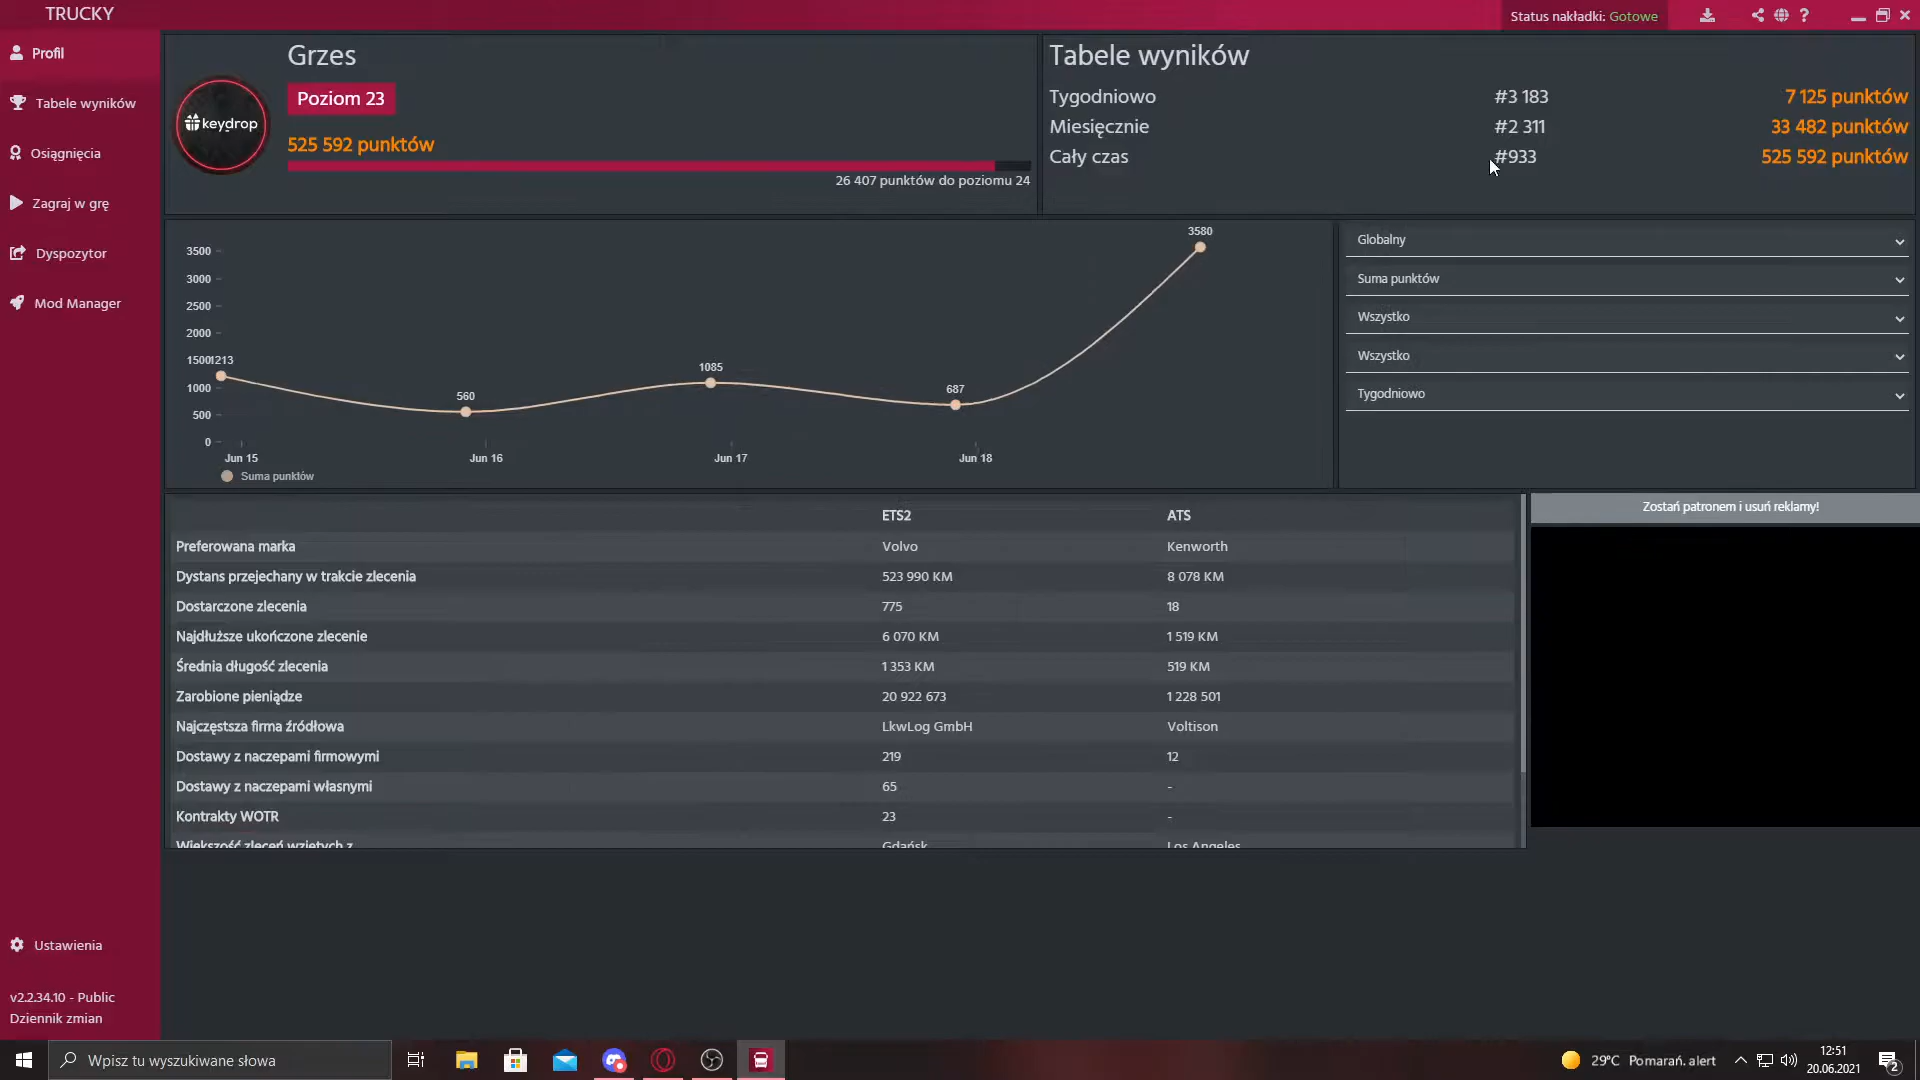 TRUCKY
Status nakładki: Gotowe
Profil
Tabele wyników
Osiągnięcia
Zagraj w grę
Dyspozytor
Mod Manager
Ustawienia
v2.2.34.10 - Public
Dziennik zmian
keydrop
Grzes
Poziom 23
525 592 punktów
26 407 punktów do poziomu 24
Tabele wyników
Tygodniowo #3 183 7 125 punktów
Miesięcznie #2 311 33 482 punktów
Cały czas #933 525 592 punktów
3500
3000
2500
2000
1500
1000
500
0
1213
560
1085
687
3580
Jun 15 Jun 16 Jun 17 Jun 18
Suma punktów
Globalny
Suma punktów
Wszystko
Wszystko
Tygodniowo
ETS2 ATS
Preferowana marka Volvo Kenworth
Dystans przejechany w trakcie zlecenia 523 990 KM 8 078 KM
Dostarczone zlecenia 775 18
Najdłuższe ukończone zlecenie 6 070 KM 1 519 KM
Średnia długość zlecenia 1 353 KM 519 KM
Zarobione pieniądze 20 922 673 1 228 501
Najczęstsza firma źródłowa LkwLog GmbH Voltison
Dostawy z naczepami firmowymi 219 12
Dostawy z naczepami własnymi 65 -
Kontrakty WOTR 23 -
Większość zleceń wziętych z Gdańsk Los Angeles
Zostań patronem i usuń reklamy!
Wpisz tu wyszukiwane słowa
29°C Pomarań. alert
12:51
20.06.2021
2